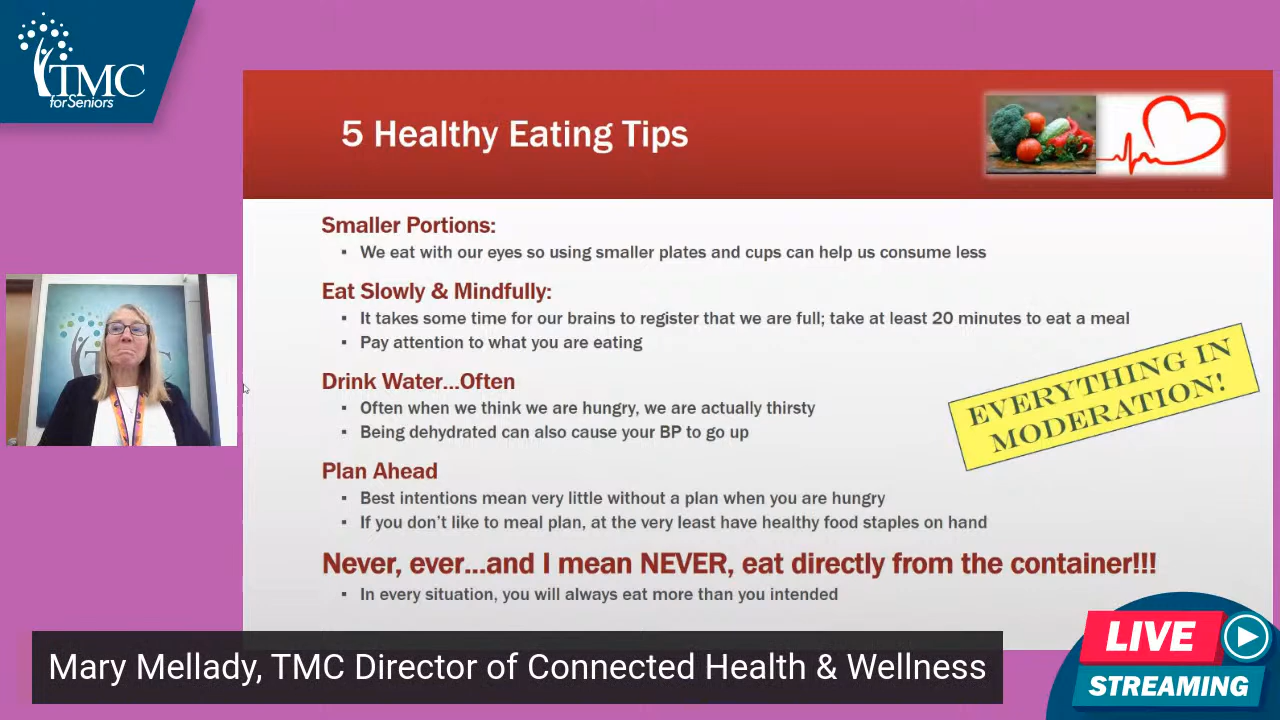 TMC
for Seniors
5 Healthy Eating Tips
Smaller Portions:
▪ We eat with our eyes so using smaller plates and cups can help us consume less
Eat Slowly & Mindfully:
▪ It takes some time for our brains to register that we are full; take at least 20 minutes to eat a meal
▪ Pay attention to what you are eating
EVERYTHING IN
MODERATION!
Drink Water...Often
▪ Often when we think we are hungry, we are actually thirsty
▪ Being dehydrated can also cause your BP to go up
Plan Ahead
▪ Best intentions mean very little without a plan when you are hungry
▪ If you don't like to meal plan, at the very least have healthy food staples on hand
Never, ever...and I mean NEVER, eat directly from the container!!!
▪ In every situation, you will always eat more than you intended
TMC
Mary Mellady, TMC Director of Connected Health & Wellness
LIVE
STREAMING